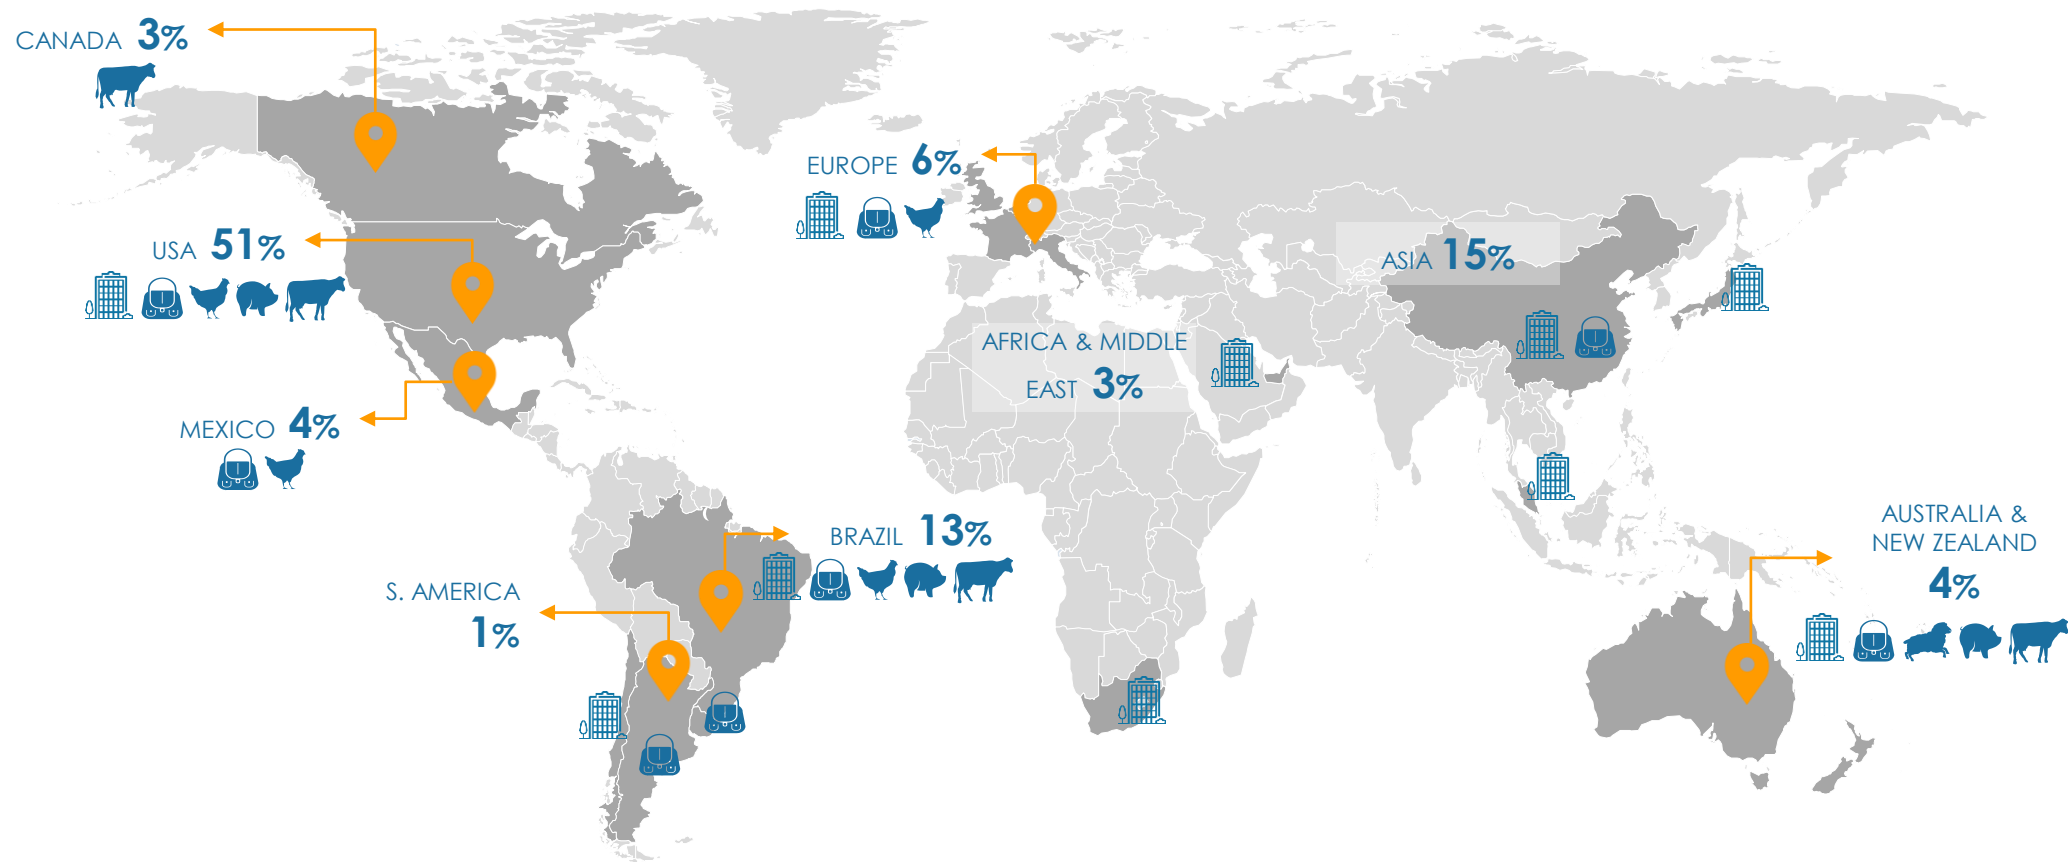 CANADA 3%
EUROPE 6%
USA 51%
ASIA 15%
AFRICA & MIDDLE
EAST 3%
MEXICO 4%
BRAZIL 13%
S. AMERICA
1%
AUSTRALIA &
NEW ZEALAND
4%